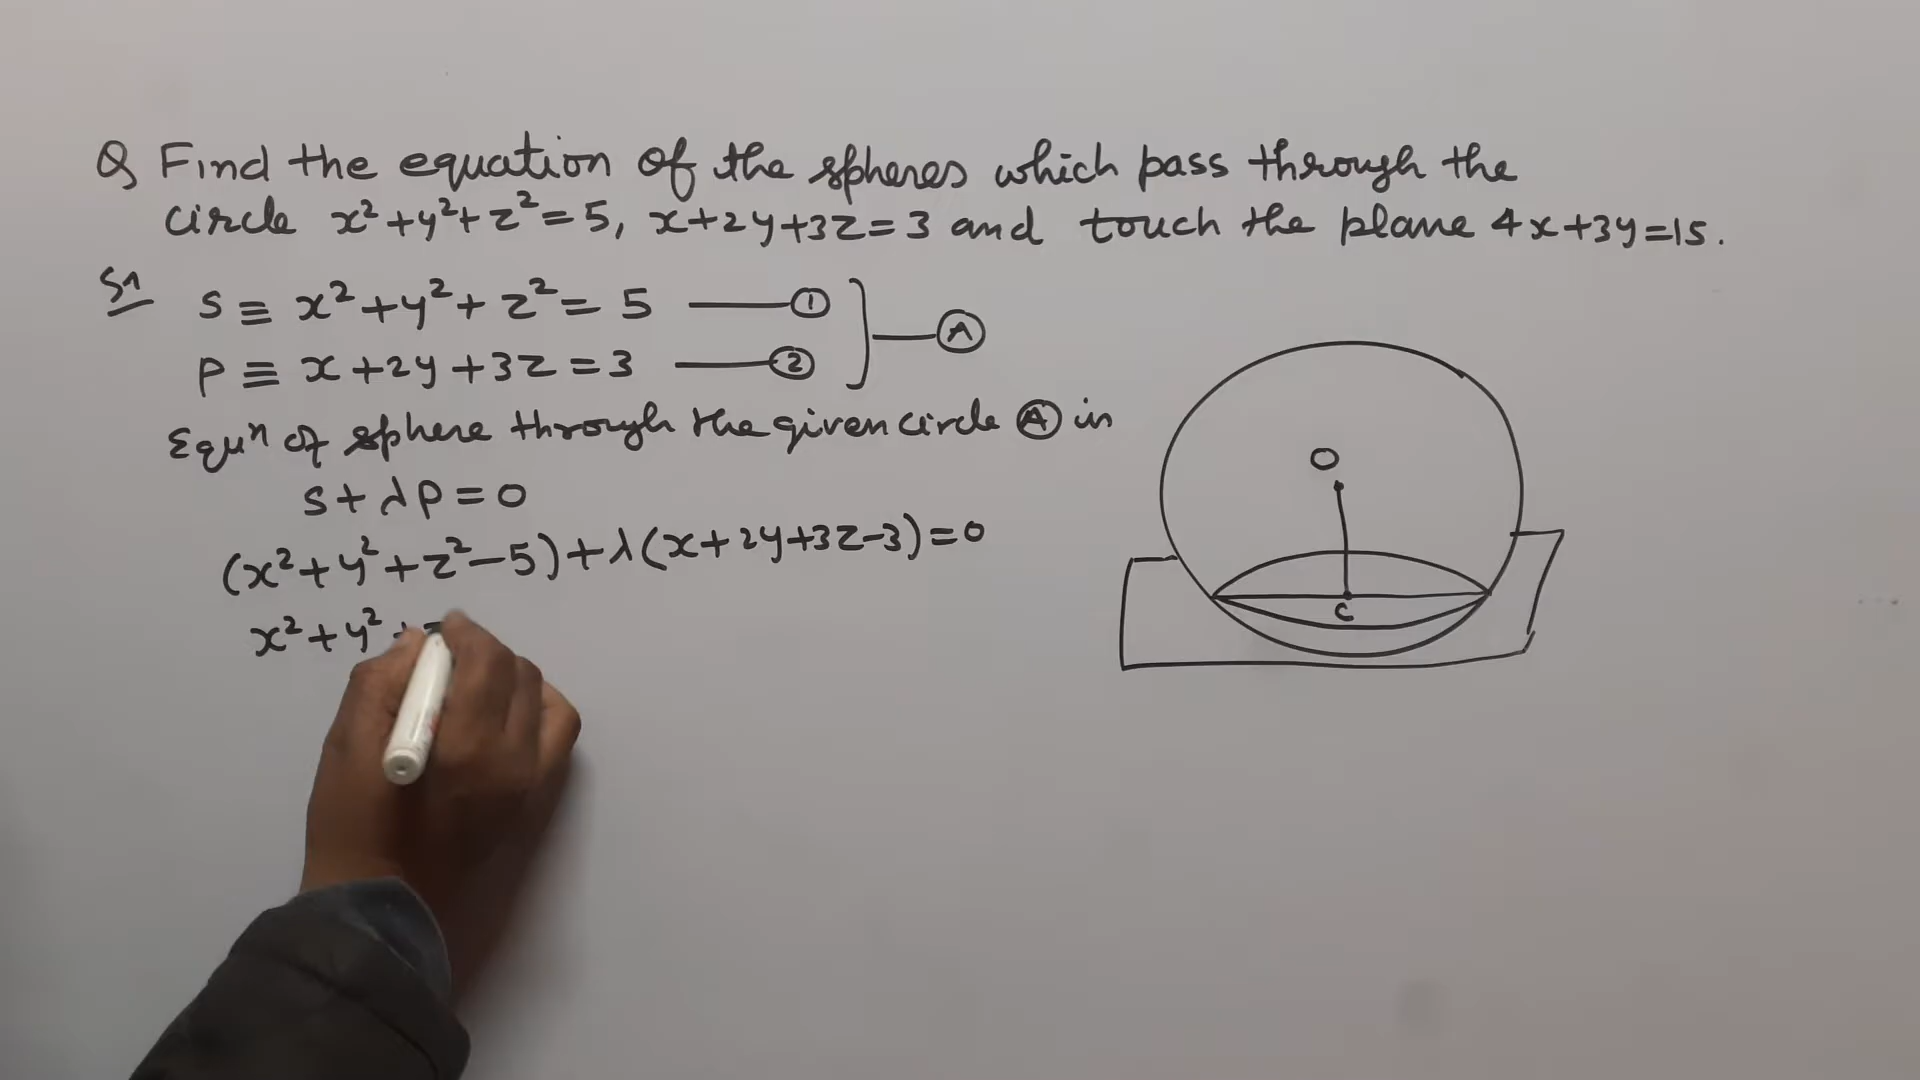 Q Find the equation of the spheres which pass through the
circle x²+y²+z²=5, x+2y+3z=3 and touch the plane 4x+3y=15.
Sn
S ≡ x²+y²+z²=5 —— ①
P ≡ x+2y+3z=3 —— ②
Ⓐ
Equⁿ of sphere through the given circle Ⓐ is
S+λP=0
(x²+y²+z²-5)+λ(x+2y+3z-3)=0
x²+y²+
O
C